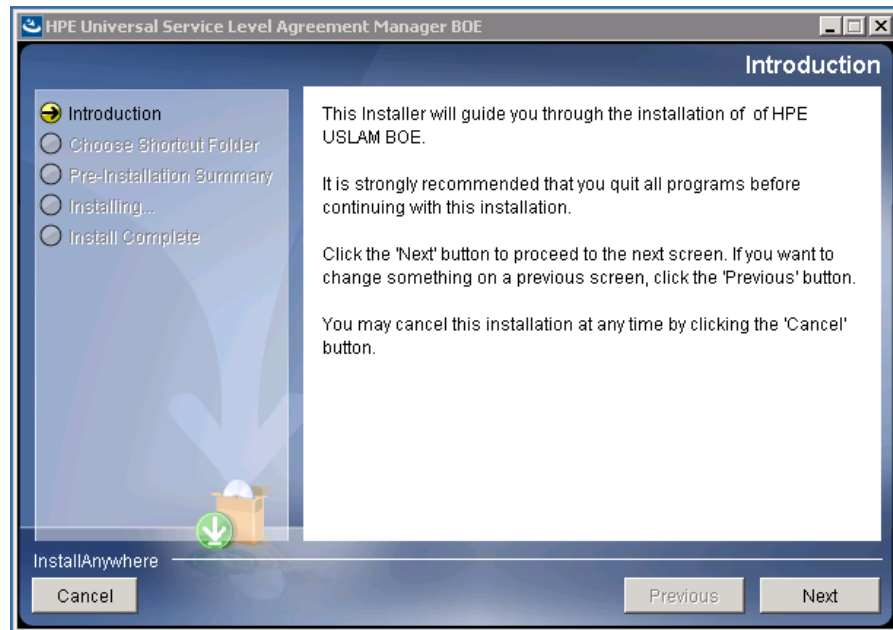 HPE Universal Service Level Agreement Manager BOE
Introduction
Introduction
Choose Shortcut Folder
Pre-Installation Summary
Installing...
Install Complete
This Installer will guide you through the installation of of HPE
USLAM BOE.
It is strongly recommended that you quit all programs before
continuing with this installation.
Click the 'Next' button to proceed to the next screen. If you want to
change something on a previous screen, click the 'Previous' button.
You may cancel this installation at any time by clicking the 'Cancel'
button.
InstallAnywhere
Cancel
Previous
Next